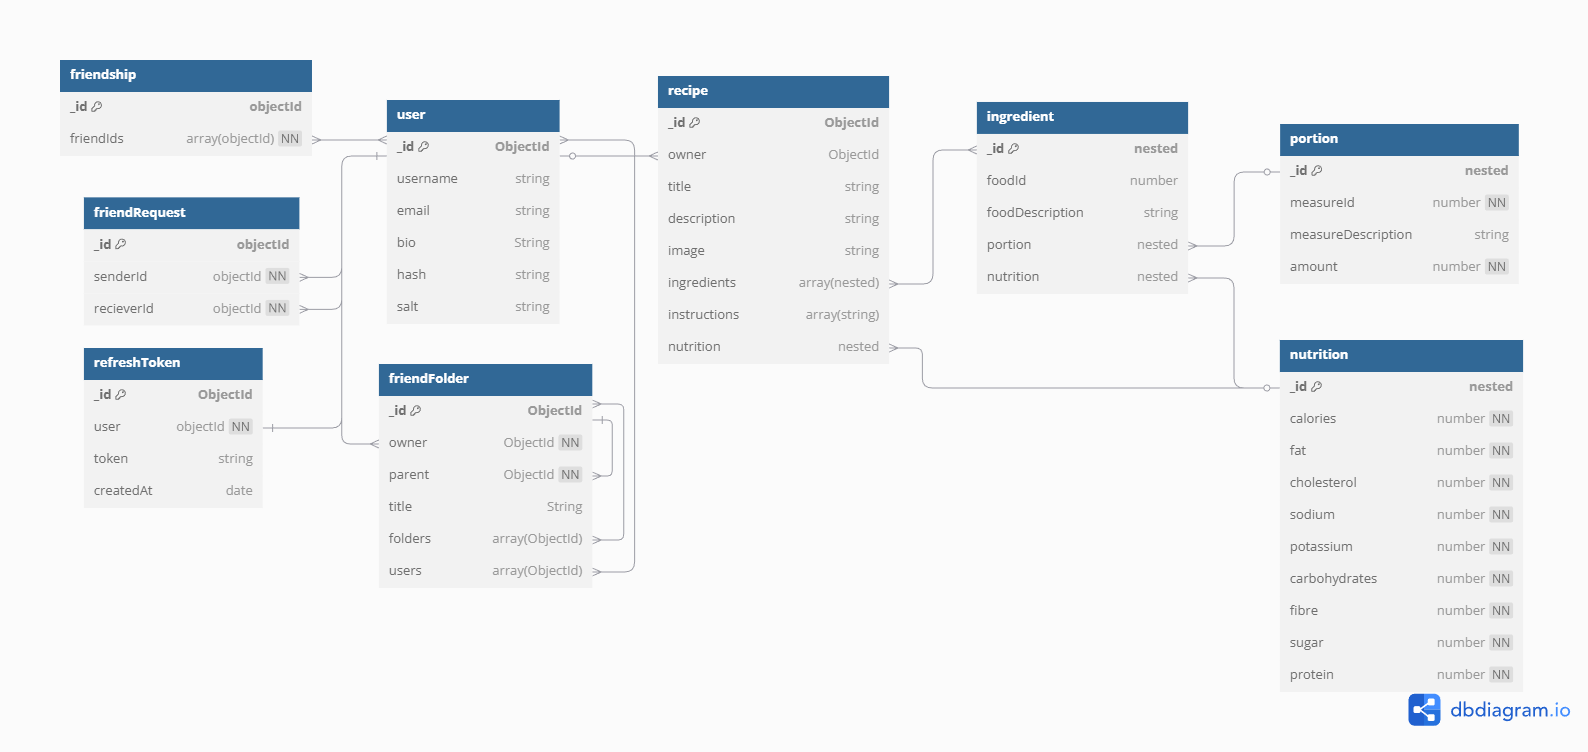 friendship
_id objectId
friendIds array(objectId) NN
friendRequest
_id objectId
senderId objectId NN
recieverId objectId NN
refreshToken
_id ObjectId
user objectId NN
token string
createdAt date
user
_id ObjectId
username string
email string
bio String
hash string
salt string
friendFolder
_id ObjectId
owner ObjectId NN
parent ObjectId NN
title String
folders array(ObjectId)
users array(ObjectId)
recipe
_id ObjectId
owner ObjectId
title string
description string
image string
ingredients array(nested)
instructions array(string)
nutrition nested
ingredient
_id nested
foodId number
foodDescription string
portion nested
nutrition nested
portion
_id nested
measureId number NN
measureDescription string
amount number NN
nutrition
_id nested
calories number NN
fat number NN
cholesterol number NN
sodium number NN
potassium number NN
carbohydrates number NN
fibre number NN
sugar number NN
protein number NN
dbdiagram.io